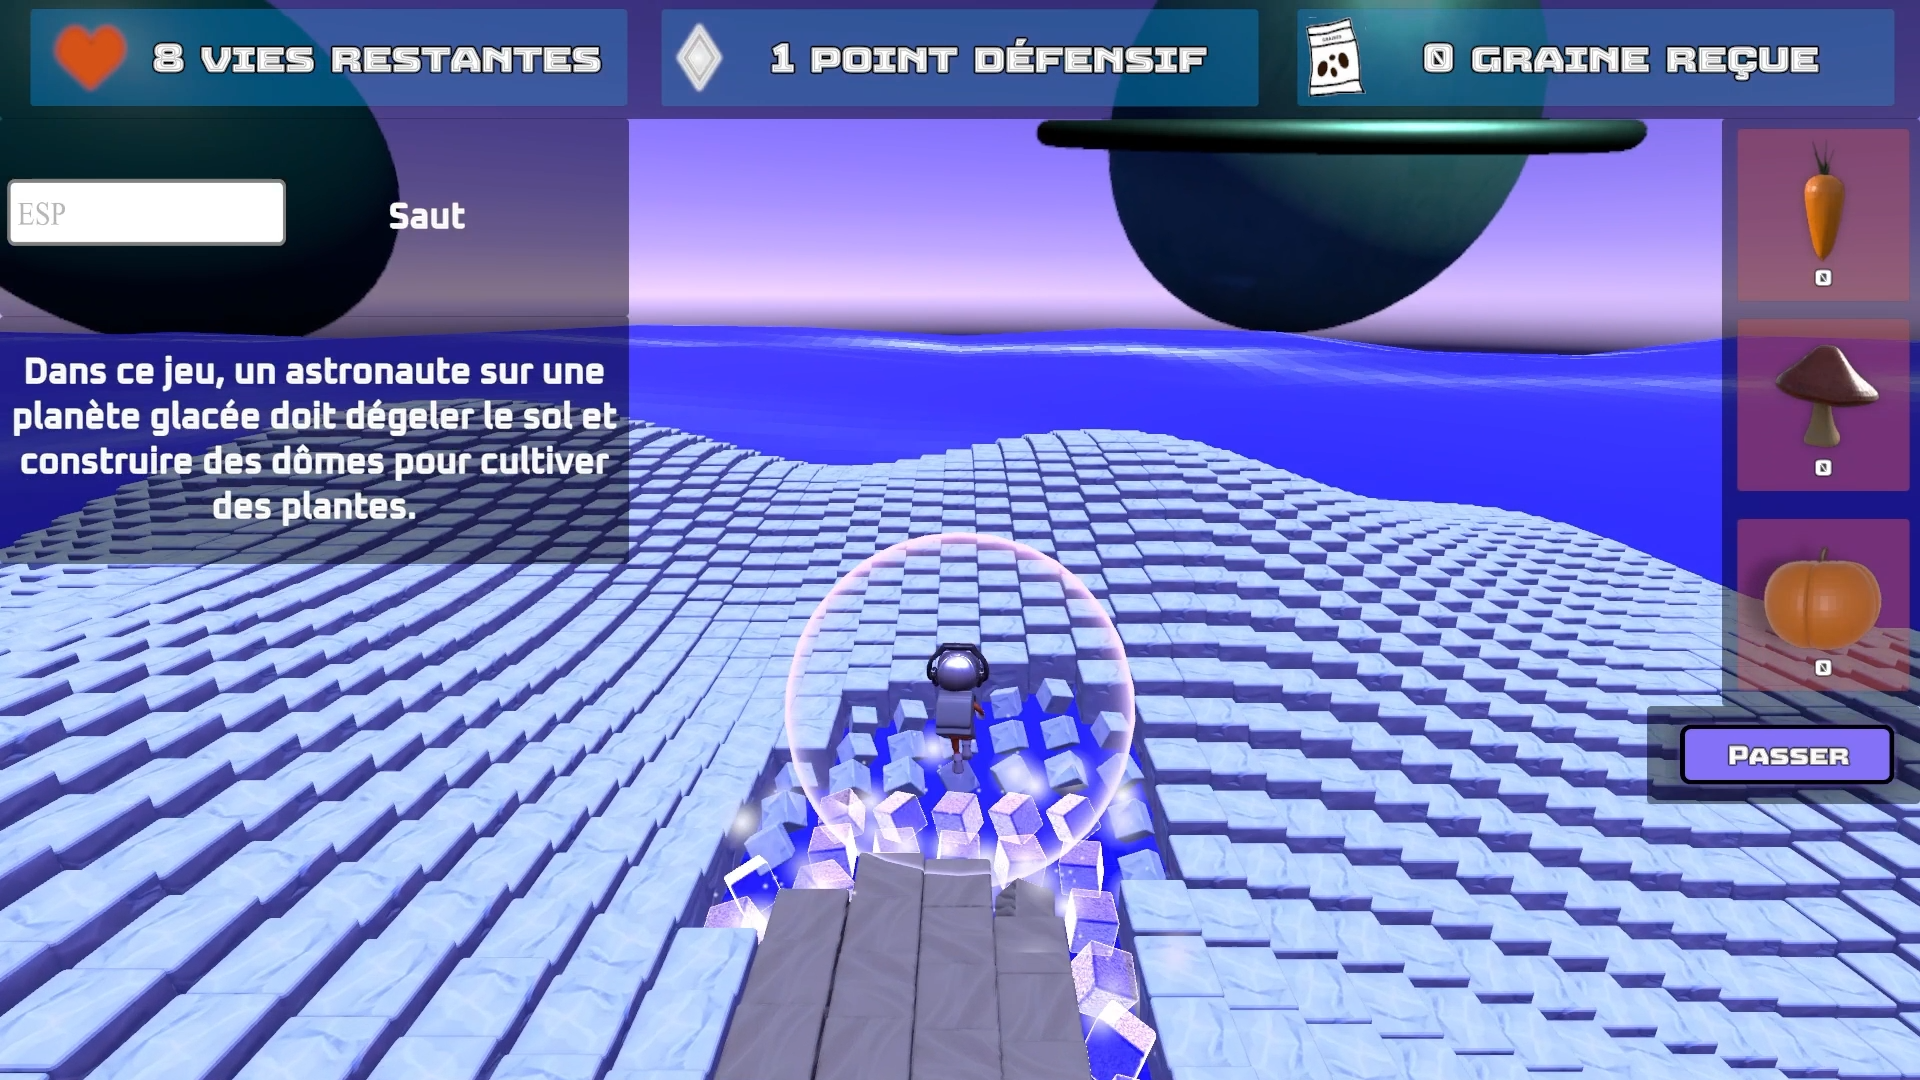 8 VIES RESTANTES
1 POINT DÉFENSIF
0 GRAINE REÇUE
ESP
Saut
Dans ce jeu, un astronaute sur une
planète glacée doit dégeler le sol et
construire des dômes pour cultiver
des plantes.
0
0
0
PASSER